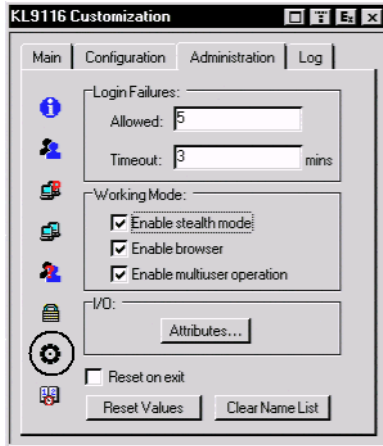 KL9116 Customization
Main Configuration Administration Log
Login Failures:
Allowed: 5
Timeout: 3 mins
Working Mode:
Enable stealth mode
Enable browser
Enable multiuser operation
I/O:
Attributes...
Reset on exit
Reset Values Clear Name List